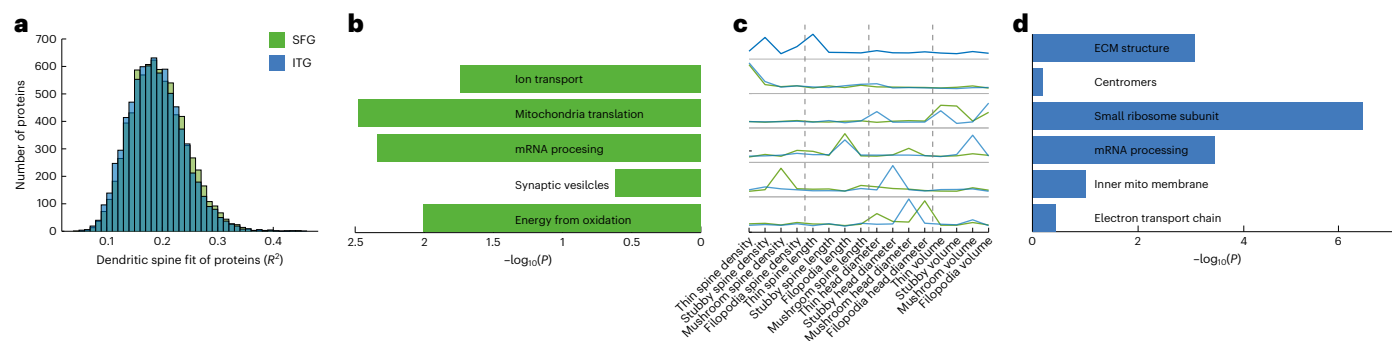 a
700
600
500
400
300
200
100
0
Number of proteins
0.1
0.2
0.3
0.4
Dendritic spine fit of proteins (R²)
SFG
ITG
b
Ion transport
Mitochondria translation
mRNA procesing
Synaptic vesilcles
Energy from oxidation
2.5
2
1.5
1
0.5
0
–log₁₀(P)
c
Thin spine density
Stubby spine density
Mushroom spine density
Filopodia spine density
Thin spine length
Stubby spine length
Filopodia length
Mushroom spine length
Thin head diameter
Stubby head diameter
Mushroom head diameter
Filopodia head diameter
Thin volume
Stubby volume
Mushroom volume
Filopodia volume
d
ECM structure
Centromers
Small ribosome subunit
mRNA processing
Inner mito membrane
Electron transport chain
0
2
4
6
–log₁₀(P)